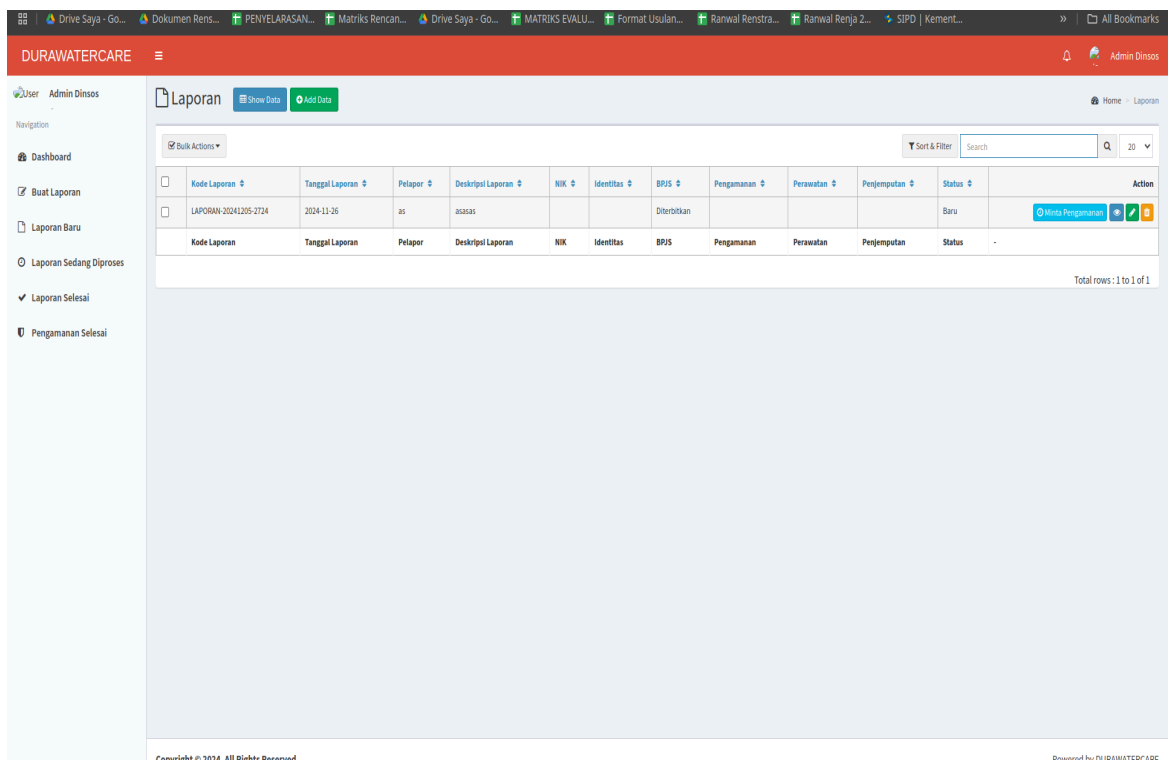 Drive Saya - Go... Dokumen Rens... PENYELARASAN... Matriks Rencan... Drive Saya - Go... MATRIKS EVALU... Format Usulan... Ranwal Renstra... Ranwal Renja 2... SIPD | Kement... » All Bookmarks
DURAWATERCARE Admin Dinsos
User Admin Dinsos
Navigation
Dashboard
Buat Laporan
Laporan Baru
Laporan Sedang Diproses
Laporan Selesai
Pengamanan Selesai
Laporan Show Data Add Data Home > Laporan
Bulk Actions Sort & Filter Search 20
Kode Laporan Tanggal Laporan Pelapor Deskripsi Laporan NIK Identitas BPJS Pengamanan Perawatan Penjemputan Status Action
LAPORAN-20241205-2724 2024-11-26 as asasas Diterbitkan Baru Minta Pengamanan
Kode Laporan Tanggal Laporan Pelapor Deskripsi Laporan NIK Identitas BPJS Pengamanan Perawatan Penjemputan Status -
Total rows : 1 to 1 of 1
Copyright © 2024. All Rights Reserved Powered by DURAWATERCARE